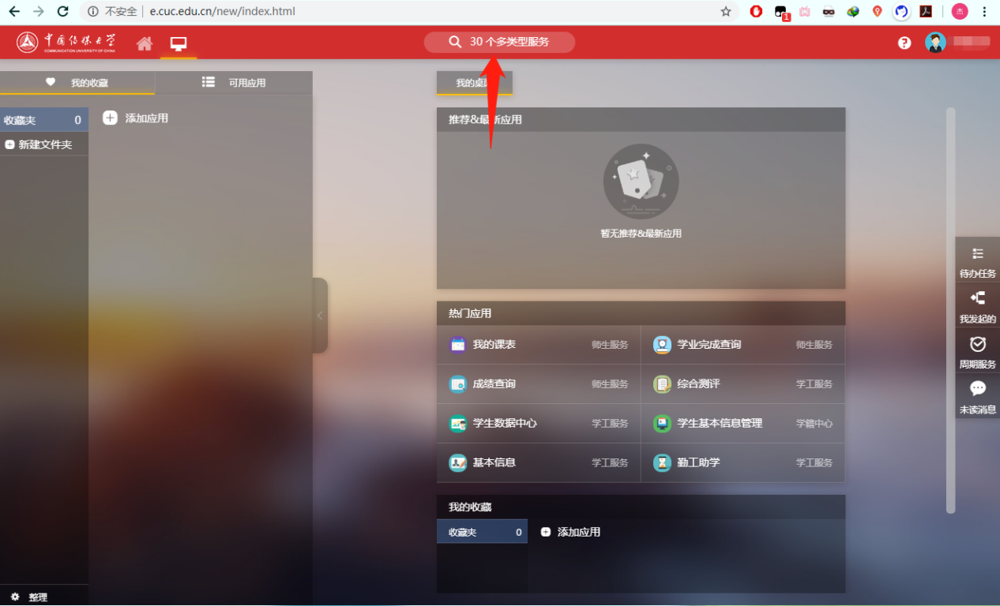 不安全 e.cuc.edu.cn/new/index.html
1
杰
中国传媒大学
COMMUNICATION UNIVERSITY OF CHINA
30 个多类型服务
?
我的收藏
可用应用
收藏夹 0
添加应用
新建文件夹
整理
我的桌
推荐&最新应用
暂无推荐&最新应用
热门应用
我的课表 师生服务
学业完成查询 师生服务
成绩查询 师生服务
综合测评 学工服务
学生数据中心 学工服务
学生基本信息管理 学籍中心
基本信息 学工服务
勤工助学 学工服务
我的收藏
收藏夹 0
添加应用
待办任务
我发起的
周期服务
未读消息